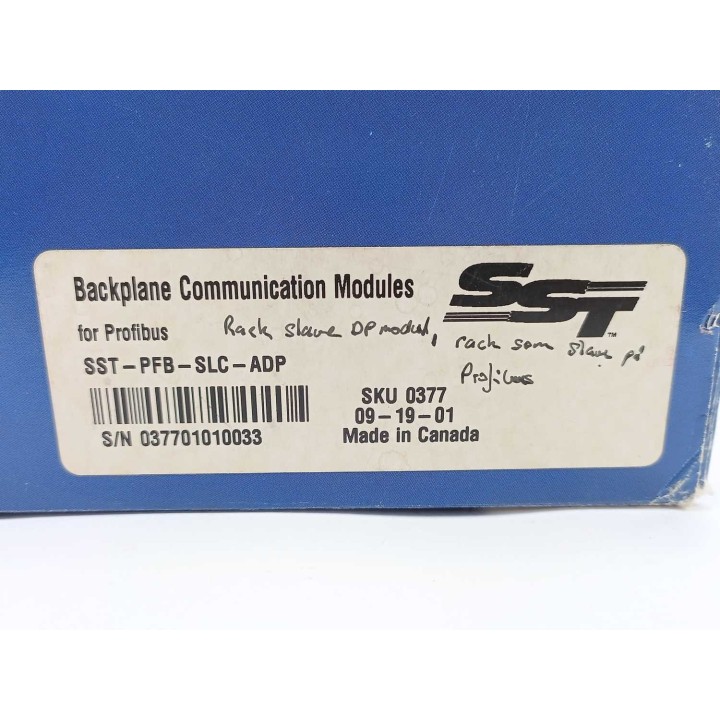 Backplane Communication Modules
SST™
for Profibus
Rack slave DP modul,
rack som slave på
Profibus
SST-PFB-SLC-ADP
SKU 0377
09-19-01
S/N 037701010033
Made in Canada